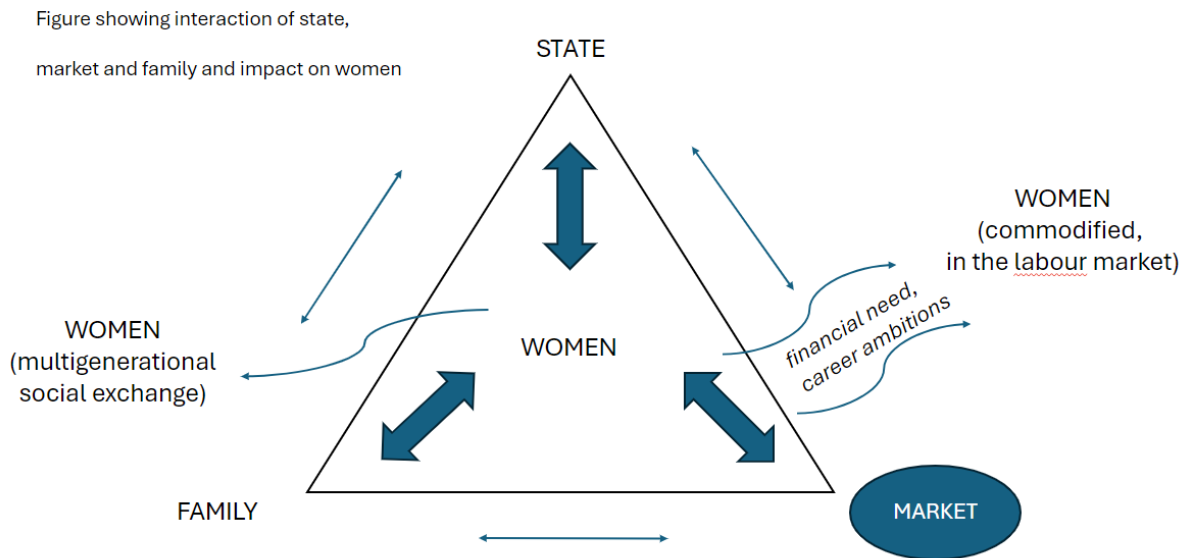 Figure showing interaction of state,
market and family and impact on women
STATE
WOMEN
(commodified,
in the labour market)
financial need,
career ambitions
WOMEN
(multigenerational
social exchange)
WOMEN
FAMILY
MARKET